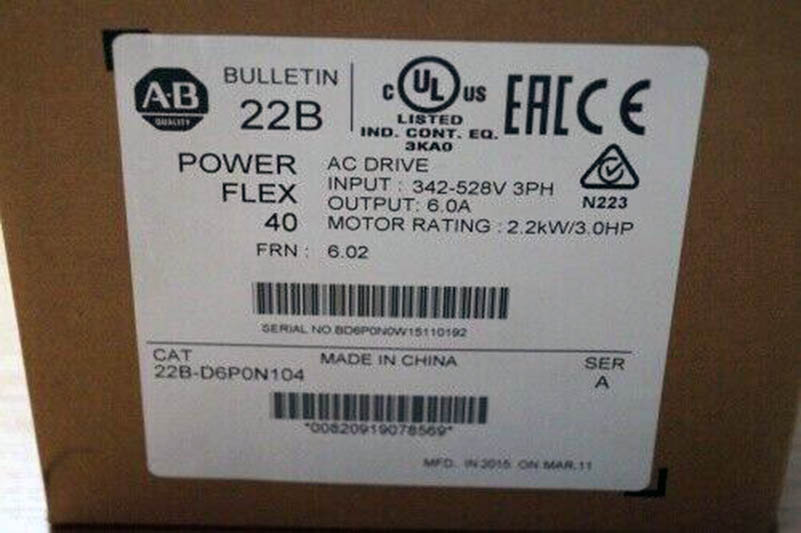 A-B
QUALITY
BULLETIN
22B
C UL US
LISTED
IND. CONT. EQ.
3KA0
EAC CE
N223
POWER
FLEX
40
AC DRIVE
INPUT : 342-528V 3PH
OUTPUT: 6.0A
MOTOR RATING : 2.2kW/3.0HP
FRN : 6.02
SERIAL NO.BD6P0N0W15110192
CAT
22B-D6P0N104
MADE IN CHINA
SER
A
*00820919078569*
MFD. IN 2015 ON MAR.11